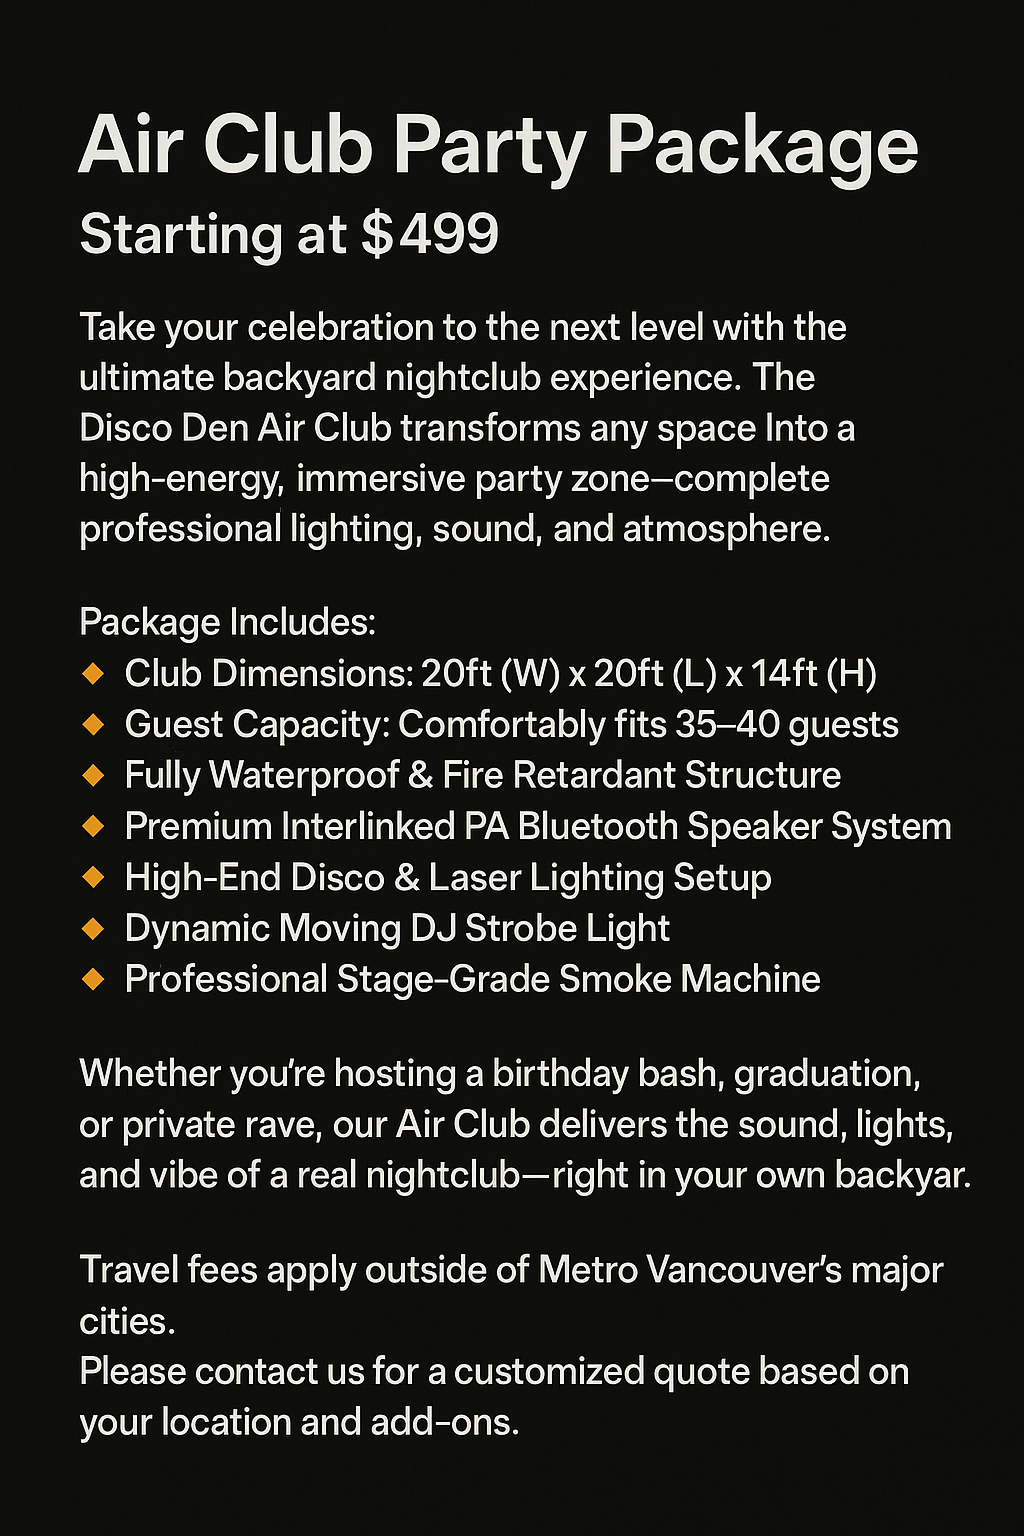 Air Club Party Package
Starting at $499
Take your celebration to the next level with the
ultimate backyard nightclub experience. The
Disco Den Air Club transforms any space Into a
high-energy, immersive party zone—complete
professional lighting, sound, and atmosphere.
Package Includes:
◆ Club Dimensions: 20ft (W) x 20ft (L) x 14ft (H)
◆ Guest Capacity: Comfortably fits 35–40 guests
◆ Fully Waterproof & Fire Retardant Structure
◆ Premium Interlinked PA Bluetooth Speaker System
◆ High-End Disco & Laser Lighting Setup
◆ Dynamic Moving DJ Strobe Light
◆ Professional Stage-Grade Smoke Machine
Whether you’re hosting a birthday bash, graduation,
or private rave, our Air Club delivers the sound, lights,
and vibe of a real nightclub—right in your own backyar.
Travel fees apply outside of Metro Vancouver’s major
cities.
Please contact us for a customized quote based on
your location and add-ons.